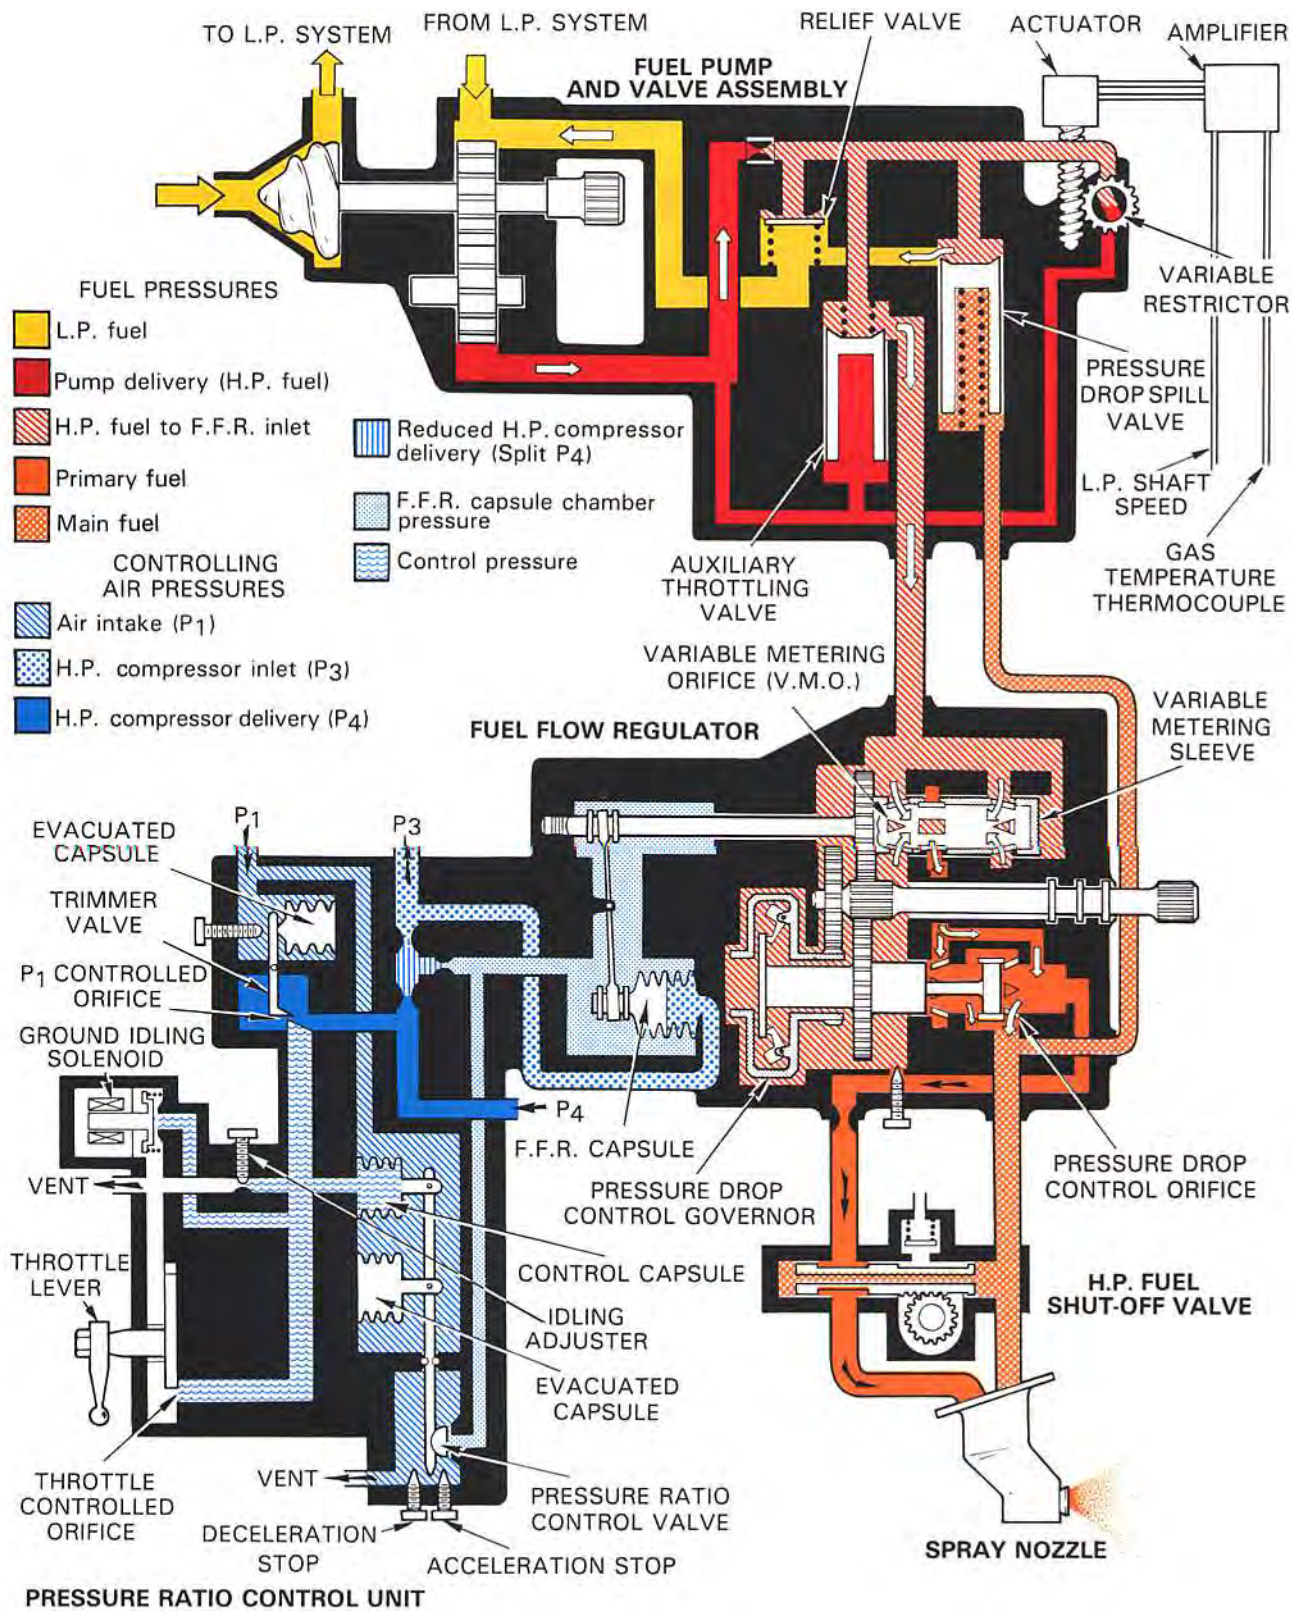 TO L.P. SYSTEM
FROM L.P. SYSTEM
RELIEF VALVE
ACTUATOR
AMPLIFIER
FUEL PUMP
AND VALVE ASSEMBLY
VARIABLE
RESTRICTOR
PRESSURE
DROP SPILL
VALVE
L.P. SHAFT
SPEED
GAS
TEMPERATURE
THERMOCOUPLE
AUXILIARY
THROTTLING
VALVE
FUEL PRESSURES
L.P. fuel
Pump delivery (H.P. fuel)
H.P. fuel to F.F.R. inlet
Primary fuel
Main fuel
CONTROLLING
AIR PRESSURES
Air intake (P1)
H.P. compressor inlet (P3)
H.P. compressor delivery (P4)
Reduced H.P. compressor
delivery (Split P4)
F.F.R. capsule chamber
pressure
Control pressure
VARIABLE METERING
ORIFICE (V.M.O.)
VARIABLE
METERING
SLEEVE
FUEL FLOW REGULATOR
P1
P3
EVACUATED
CAPSULE
TRIMMER
VALVE
P1 CONTROLLED
ORIFICE
GROUND IDLING
SOLENOID
P4
F.F.R. CAPSULE
PRESSURE DROP
CONTROL GOVERNOR
PRESSURE DROP
CONTROL ORIFICE
VENT
THROTTLE
LEVER
CONTROL CAPSULE
IDLING
ADJUSTER
EVACUATED
CAPSULE
H.P. FUEL
SHUT-OFF VALVE
THROTTLE
CONTROLLED
ORIFICE
VENT
DECELERATION
STOP
ACCELERATION STOP
PRESSURE RATIO
CONTROL VALVE
SPRAY NOZZLE
PRESSURE RATIO CONTROL UNIT